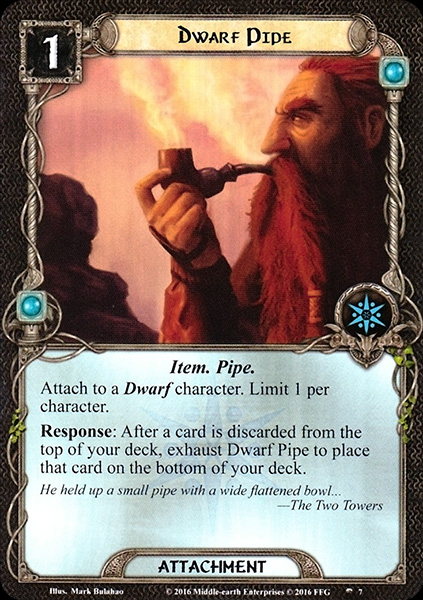 1
Dwarf Pipe
Item. Pipe.
Attach to a Dwarf character. Limit 1 per
character.
Response: After a card is discarded from the
top of your deck, exhaust Dwarf Pipe to place
that card on the bottom of your deck.
He held up a small pipe with a wide flattened bowl...
—The Two Towers
ATTACHMENT
Illus. Mark Bulahao © 2016 Middle-earth Enterprises © 2016 FFG 7